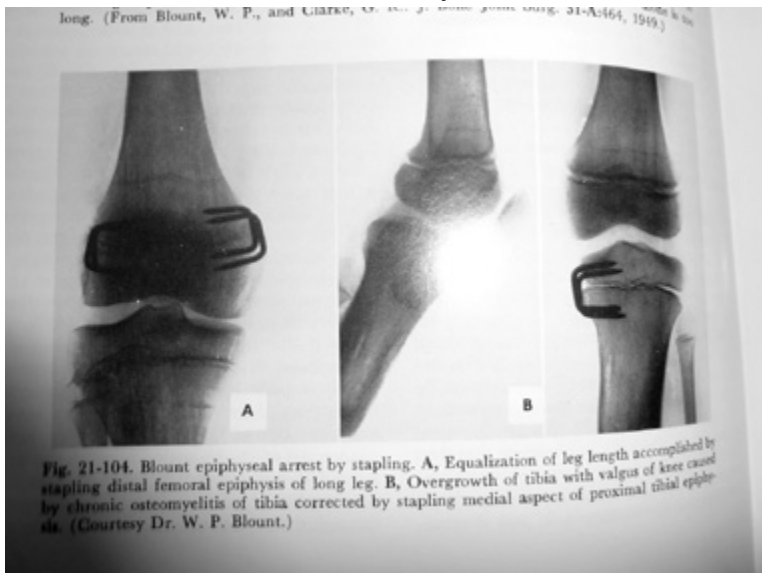 long. (From Blount, W. P., and Clarke, G. R.: J. Bone Joint Surg. 31-A:464, 1949.)
A
B
Fig. 21-104. Blount epiphyseal arrest by stapling. A, Equalization of leg length accomplished by
stapling distal femoral epiphysis of long leg. B, Overgrowth of tibia with valgus of knee caused
by chronic osteomyelitis of tibia corrected by stapling medial aspect of proximal tibial epiphy-
sis. (Courtesy Dr. W. P. Blount.)